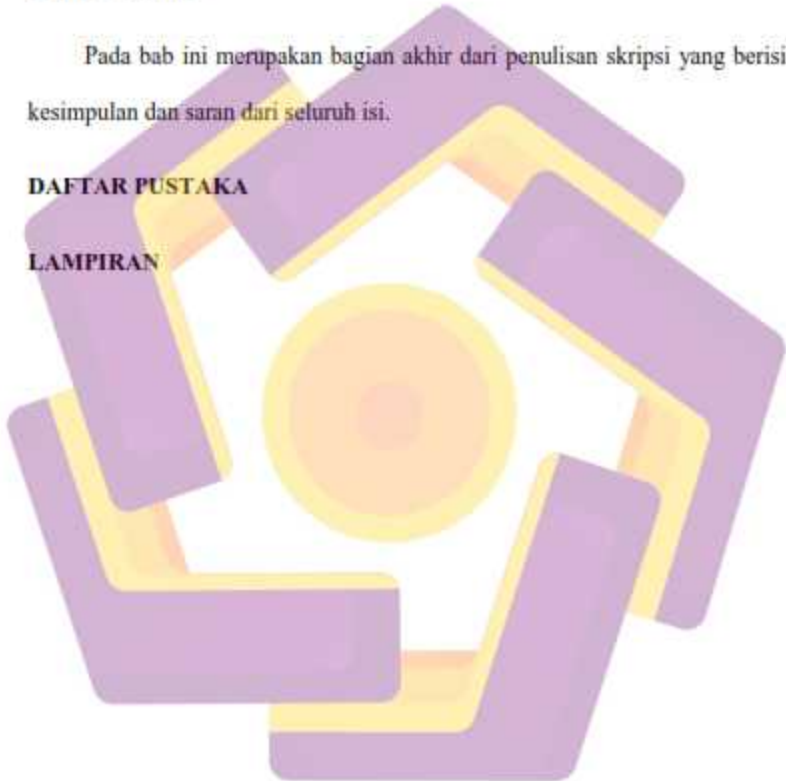 Pada bab ini merupakan bagian akhir dari penulisan skripsi yang berisi
kesimpulan dan saran dari seluruh isi.
DAFTAR PUSTAKA
LAMPIRAN